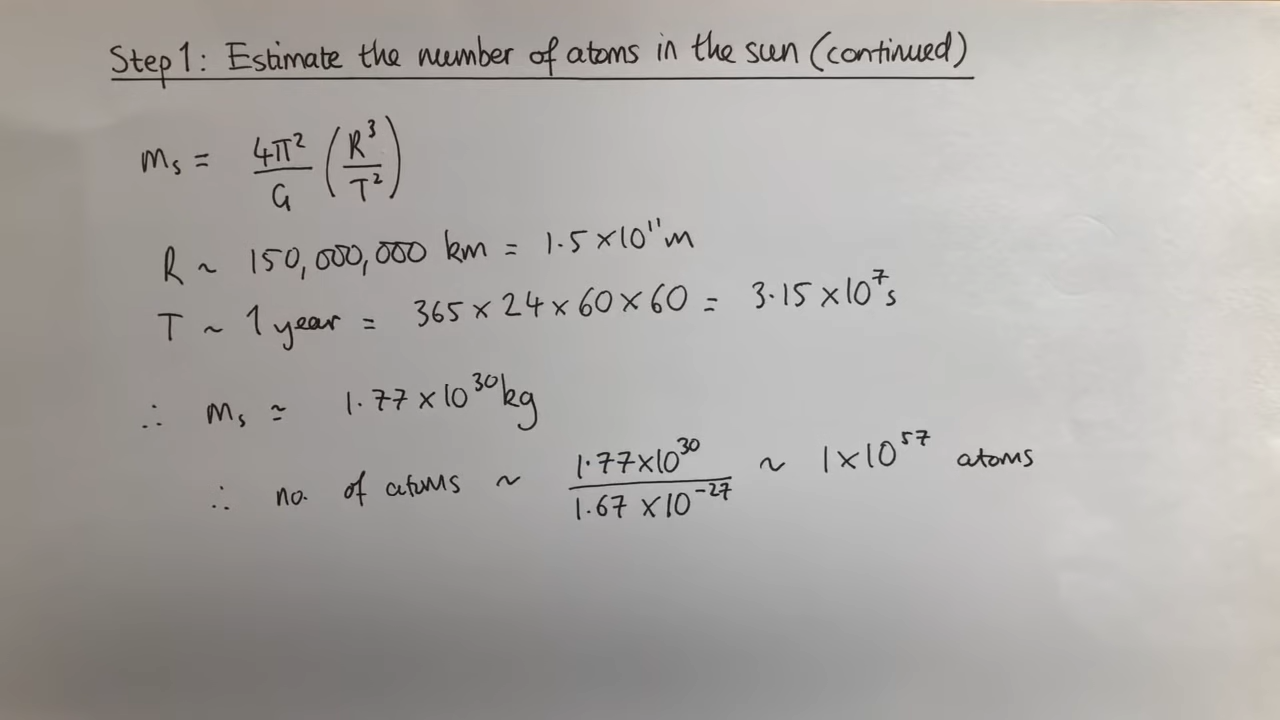 Step 1: Estimate the number of atoms in the sun (continued)
mₛ = 4π²/G (R³/T²)
R ~ 150,000,000 km = 1.5 ×10¹¹m
T ~ 1 year = 365 × 24 × 60 × 60 = 3.15 ×10⁷s
∴ mₛ ≃ 1.77 × 10³⁰kg
∴ no. of atoms ~ 1.77×10³⁰/1.67 ×10⁻²⁷ ~ 1×10⁵⁷ atoms